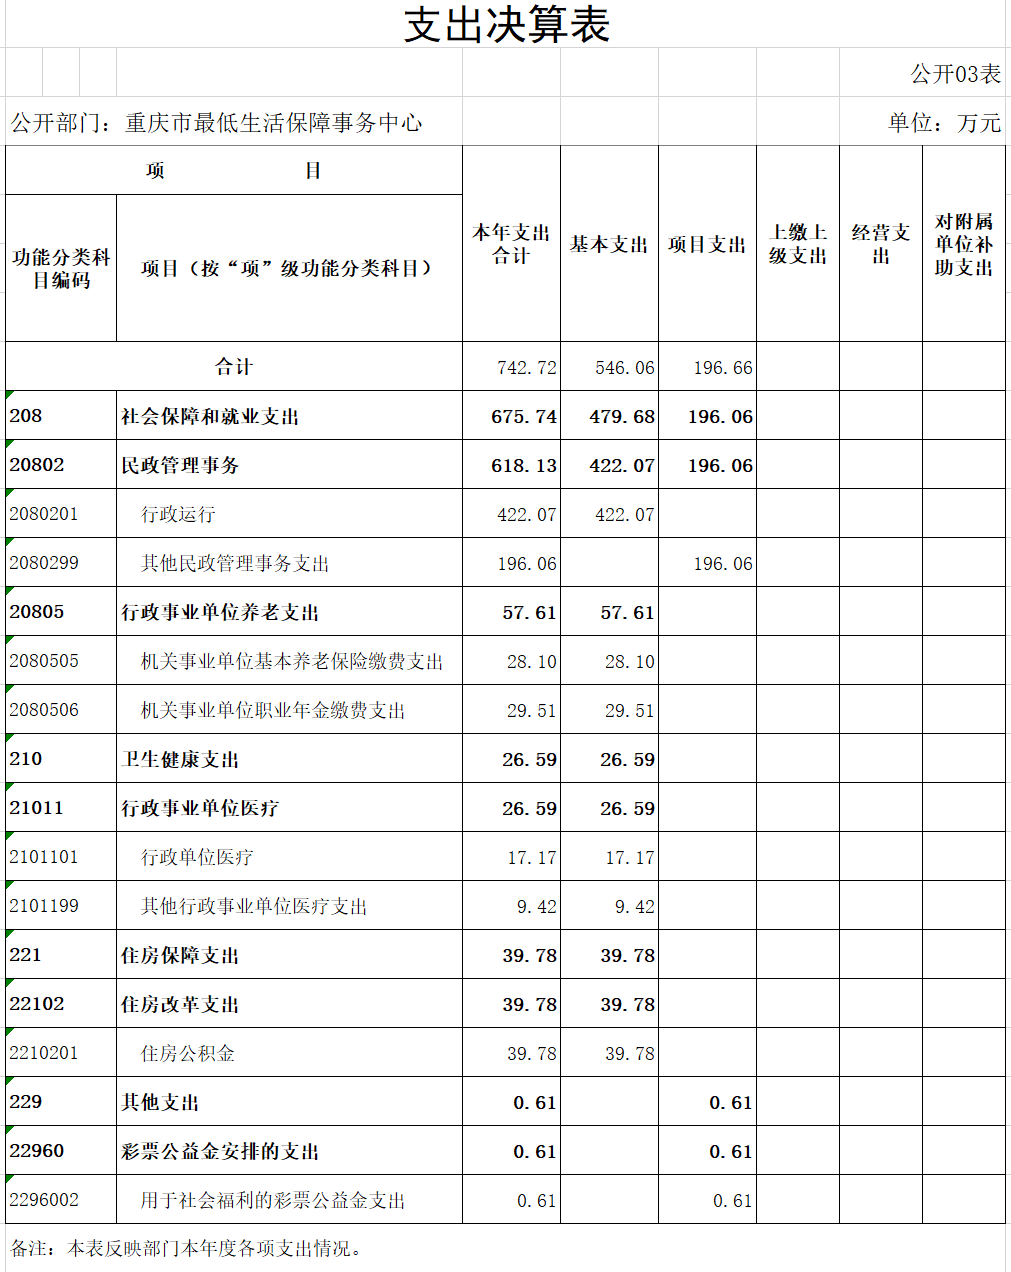 支出决算表
公开03表
公开部门：重庆市最低生活保障事务中心 单位：万元
项 目 本年支出合计 基本支出 项目支出 上缴上级支出 经营支出 对附属单位补助支出
功能分类科目编码 项目（按“项”级功能分类科目）
合计 742.72 546.06 196.66
208 社会保障和就业支出 675.74 479.68 196.06
20802 民政管理事务 618.13 422.07 196.06
2080201 行政运行 422.07 422.07
2080299 其他民政管理事务支出 196.06 196.06
20805 行政事业单位养老支出 57.61 57.61
2080505 机关事业单位基本养老保险缴费支出 28.10 28.10
2080506 机关事业单位职业年金缴费支出 29.51 29.51
210 卫生健康支出 26.59 26.59
21011 行政事业单位医疗 26.59 26.59
2101101 行政单位医疗 17.17 17.17
2101199 其他行政事业单位医疗支出 9.42 9.42
221 住房保障支出 39.78 39.78
22102 住房改革支出 39.78 39.78
2210201 住房公积金 39.78 39.78
229 其他支出 0.61 0.61
22960 彩票公益金安排的支出 0.61 0.61
2296002 用于社会福利的彩票公益金支出 0.61 0.61
备注：本表反映部门本年度各项支出情况。